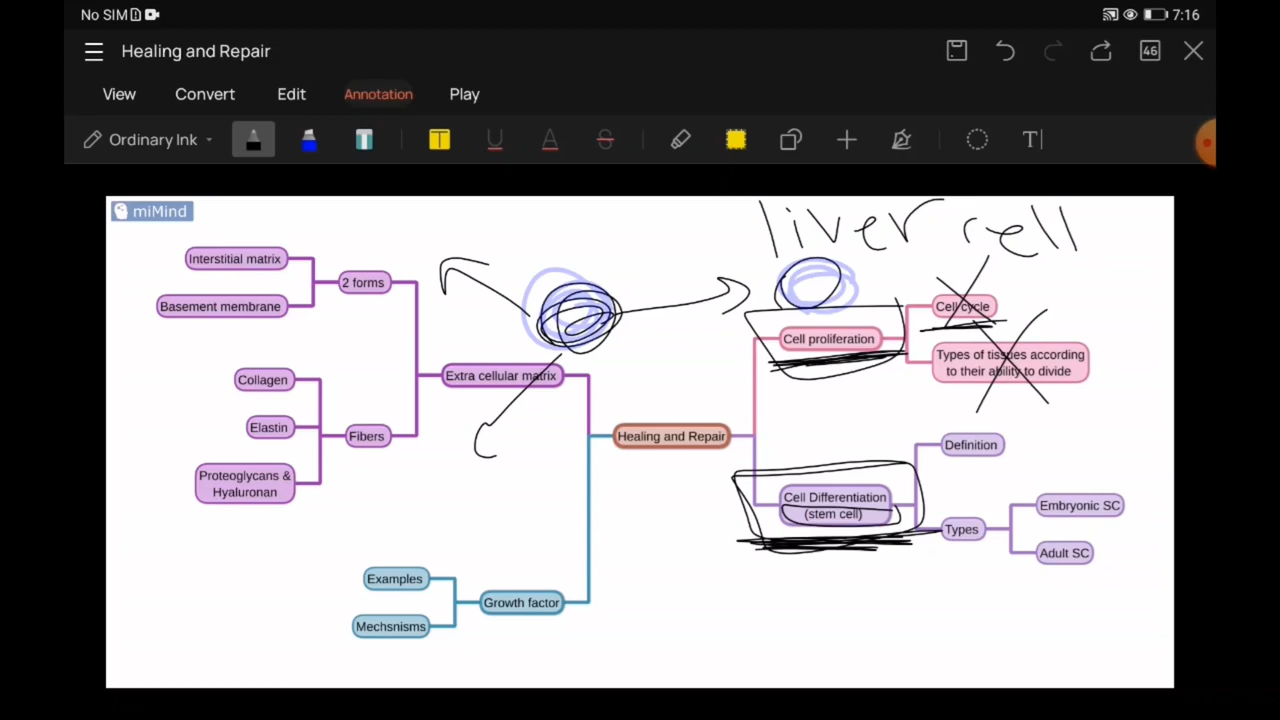 No SIM
7:16
Healing and Repair
46
View Convert Edit Annotation Play
Ordinary Ink
T U A S T
miMind
liver cell
Interstitial matrix
2 forms
Basement membrane
Cell cycle
Cell proliferation
Types of tissues according
to their ability to divide
Collagen
Extra cellular matrix
Elastin
Fibers
Healing and Repair
Definition
Proteoglycans &
Hyaluronan
Cell Differentiation
(stem cell)
Embryonic SC
Types
Adult SC
Examples
Growth factor
Mechsnisms